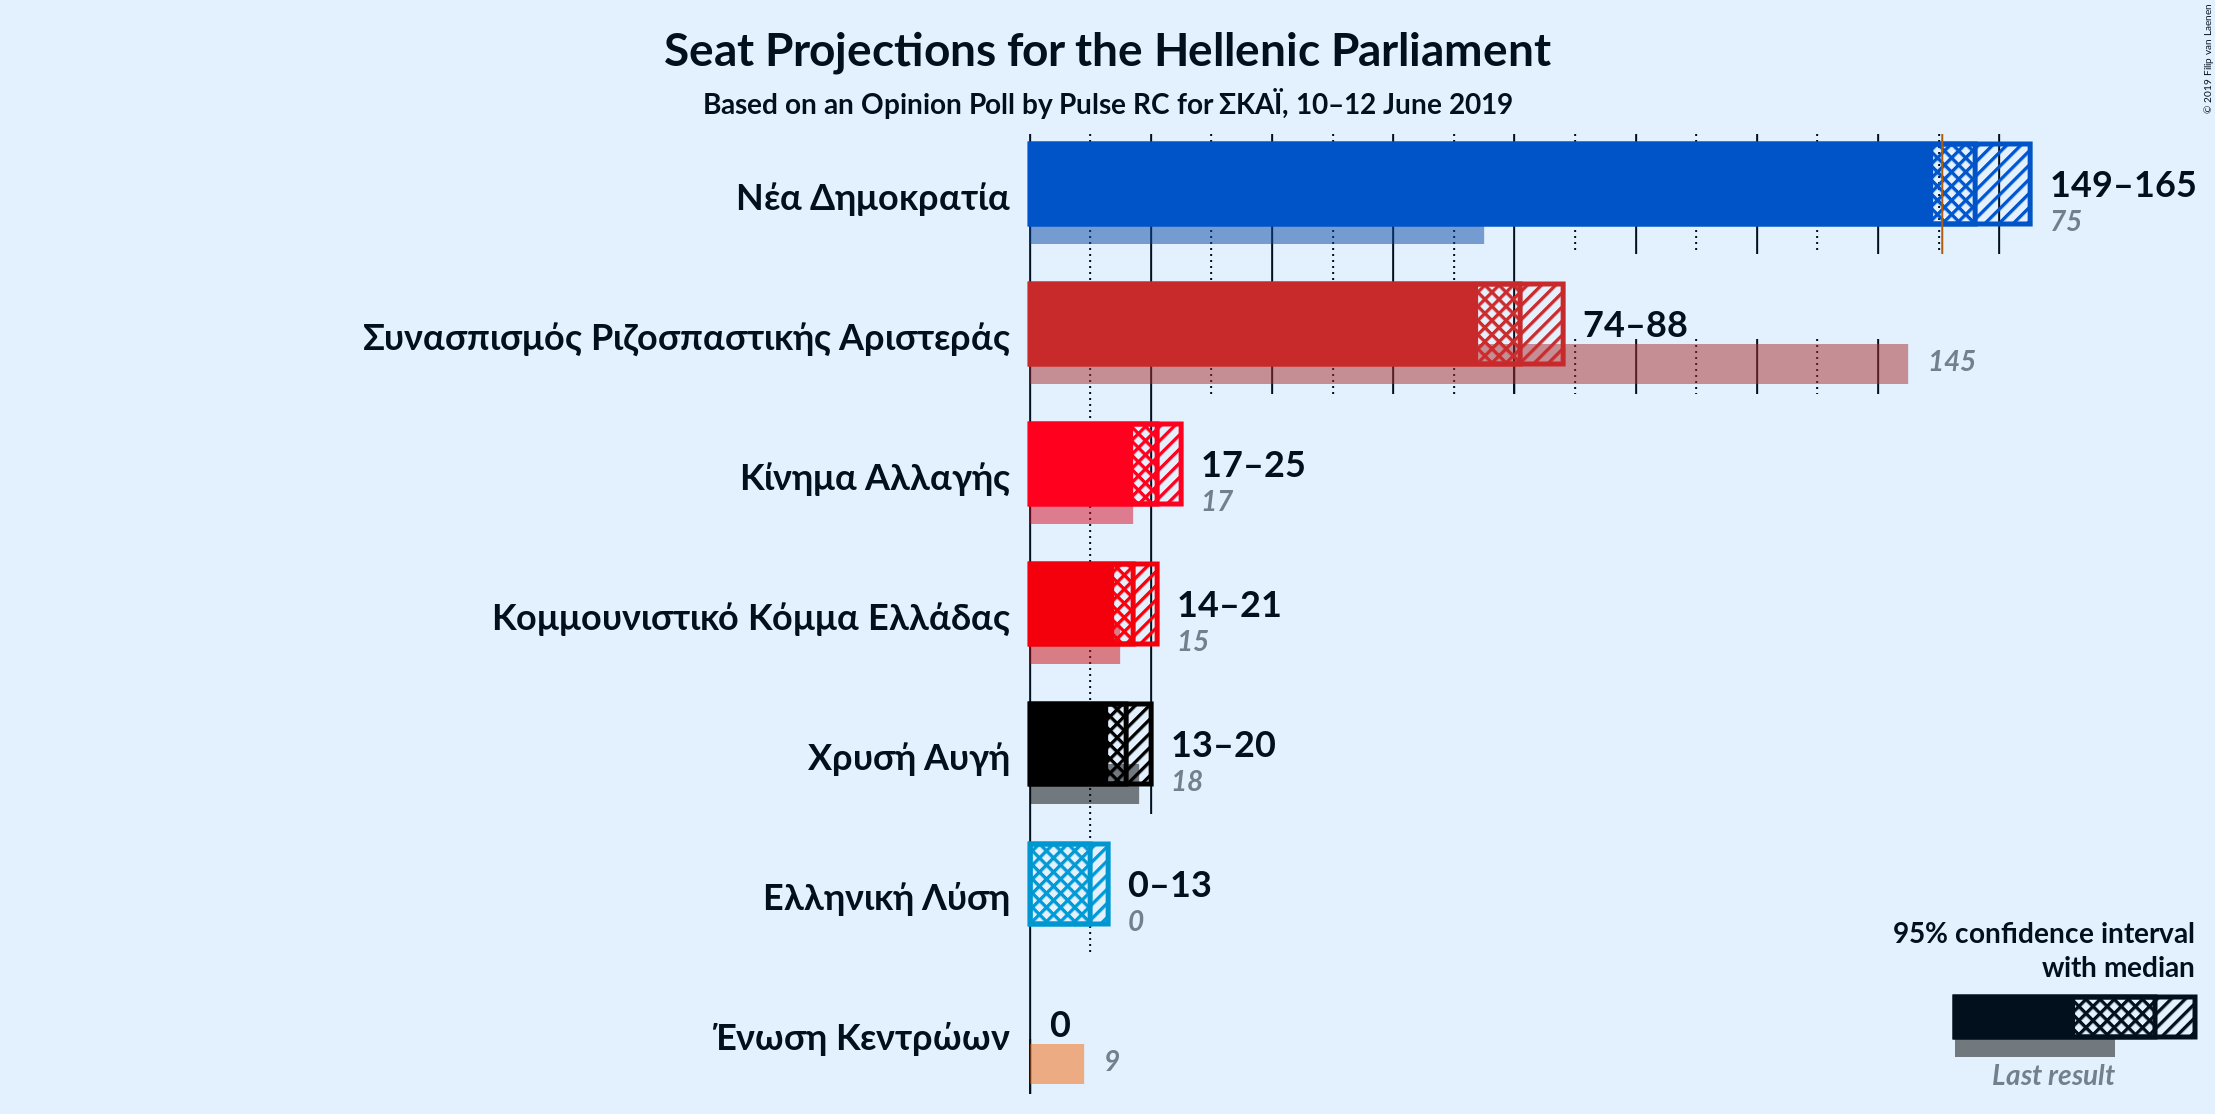 Seat Projections for the Hellenic Parliament
Based on an Opinion Poll by Pulse RC for ΣΚΑΪ, 10–12 June 2019
© 2019 Filip van Laenen
Νέα Δημοκρατία
149–165
75
Συνασπισμός Ριζοσπαστικής Αριστεράς
74–88
145
Κίνημα Αλλαγής
17–25
17
Κομμουνιστικό Κόμμα Ελλάδας
14–21
15
Χρυσή Αυγή
13–20
18
Ελληνική Λύση
0–13
0
Ένωση Κεντρώων
0
9
95% confidence interval
with median
Last result